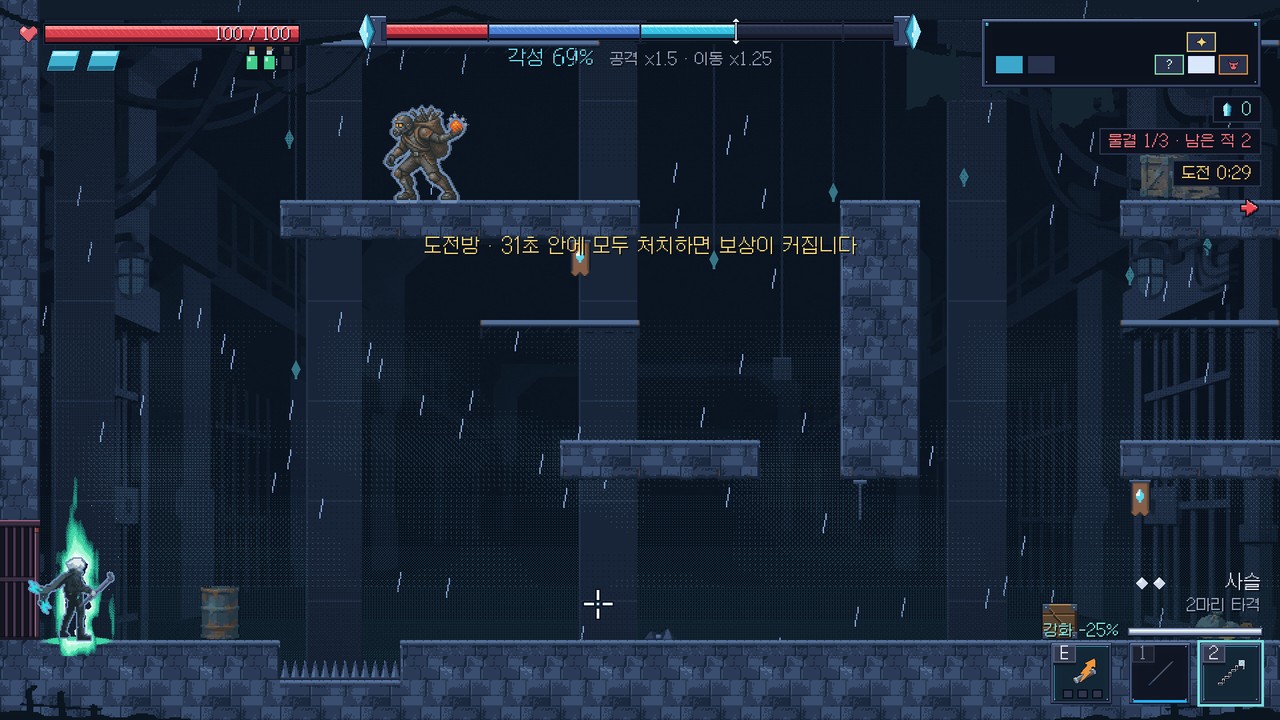 100 / 100
각성 69% 공격 x1.5 · 이동 x1.25
?
0
물결 1/3 · 남은 적 2
도전 0:29
도전방 · 31초 안에 모두 처치하면 보상이 커집니다
사슬
2마리 타격
강화 -25%
E
1
2